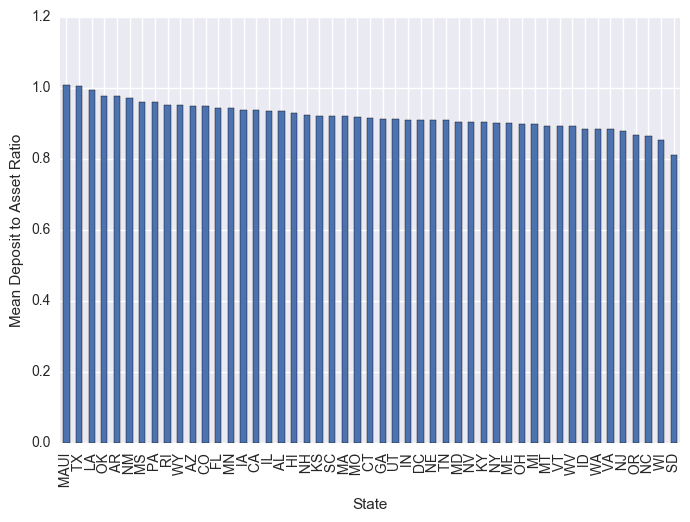 1.2
1.0
0.8
0.6
0.4
0.2
0.0
Mean Deposit to Asset Ratio
MAUI TX LA OK AR NM MS PA RI WY AZ CO FL MN IA CA IL AL HI NH KS SC MA MO CT GA UT IN DC NE TN MD NV KY NY ME OH MI MT VT WV ID WA VA NJ OR NC WI SD
State